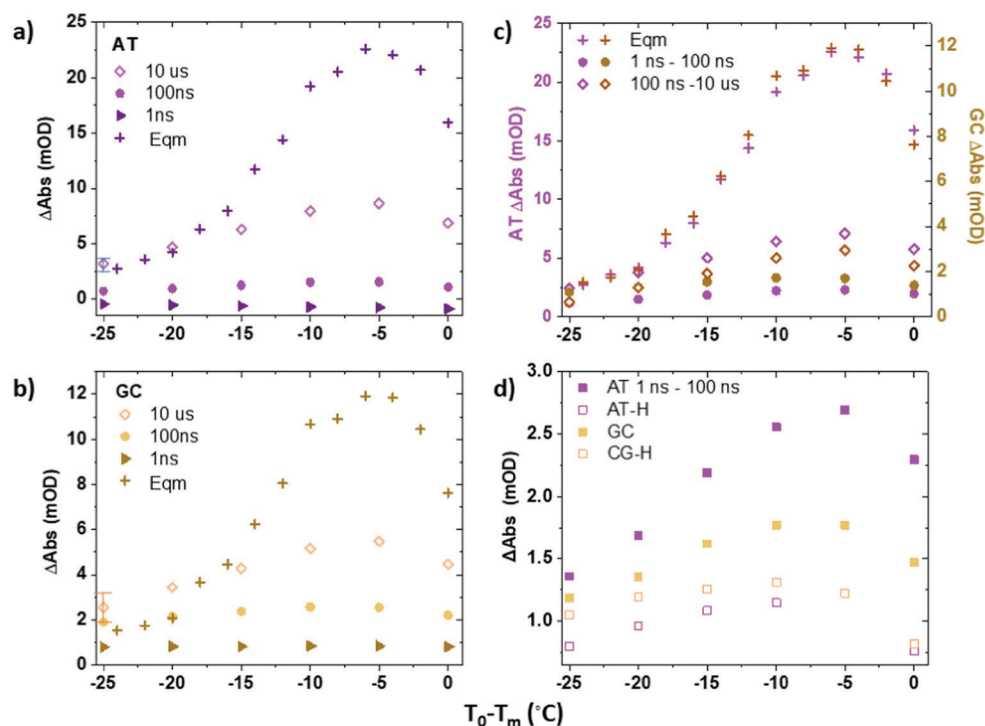 a)
AT
10 us
100ns
1ns
Eqm
ΔAbs (mOD)
25
20
15
10
5
0
-25 -20 -15 -10 -5 0
c)
Eqm
1 ns - 100 ns
100 ns -10 us
AT ΔAbs (mOD)
25
20
15
10
5
0
GC ΔAbs (mOD)
12
10
8
6
4
2
0
-25 -20 -15 -10 -5 0
b)
GC
10 us
100ns
1ns
Eqm
ΔAbs (mOD)
12
10
8
6
4
2
0
-25 -20 -15 -10 -5 0
d)
AT 1 ns - 100 ns
AT-H
GC
CG-H
ΔAbs (mOD)
3.0
2.5
2.0
1.5
1.0
-25 -20 -15 -10 -5 0
T0-Tm (°C)